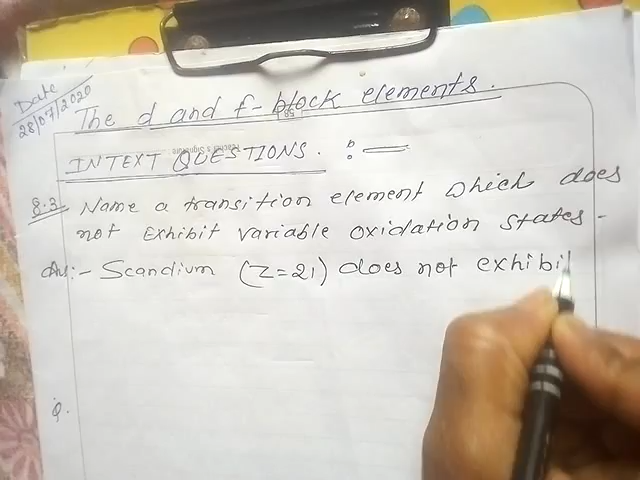 Date
28/07/2020
The d and f-block elements.
INTEXT QUESTIONS. :-
8.3 Name a transition element which does
not exhibit variable oxidation states-
Ans:- Scandium (Z=21) does not exhibit
Q.